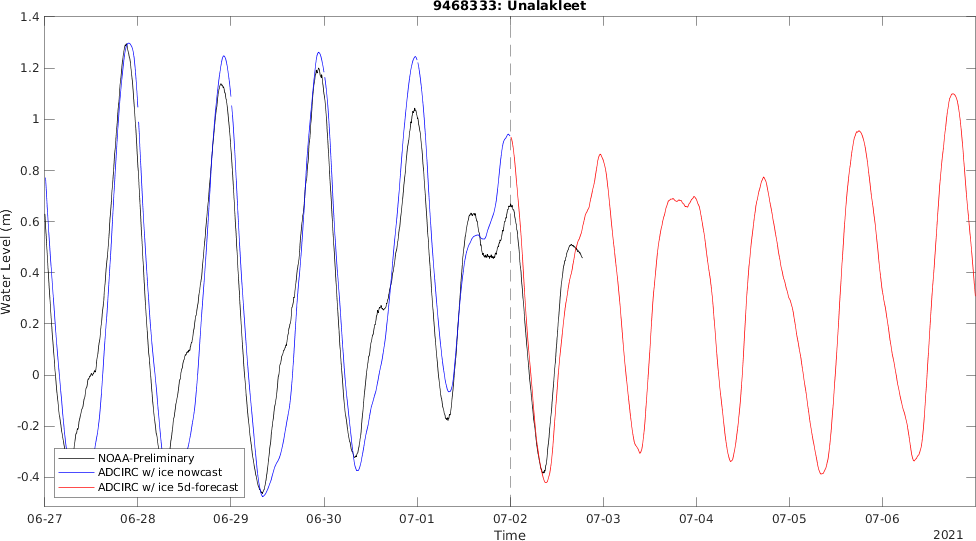 9468333: Unalakleet
1.4
1.2
1
0.8
0.6
0.4
0.2
0
-0.2
-0.4
Water Level (m)
NOAA-Preliminary
ADCIRC w/ ice nowcast
ADCIRC w/ ice 5d-forecast
06-27 06-28 06-29 06-30 07-01 07-02 07-03 07-04 07-05 07-06
Time
2021